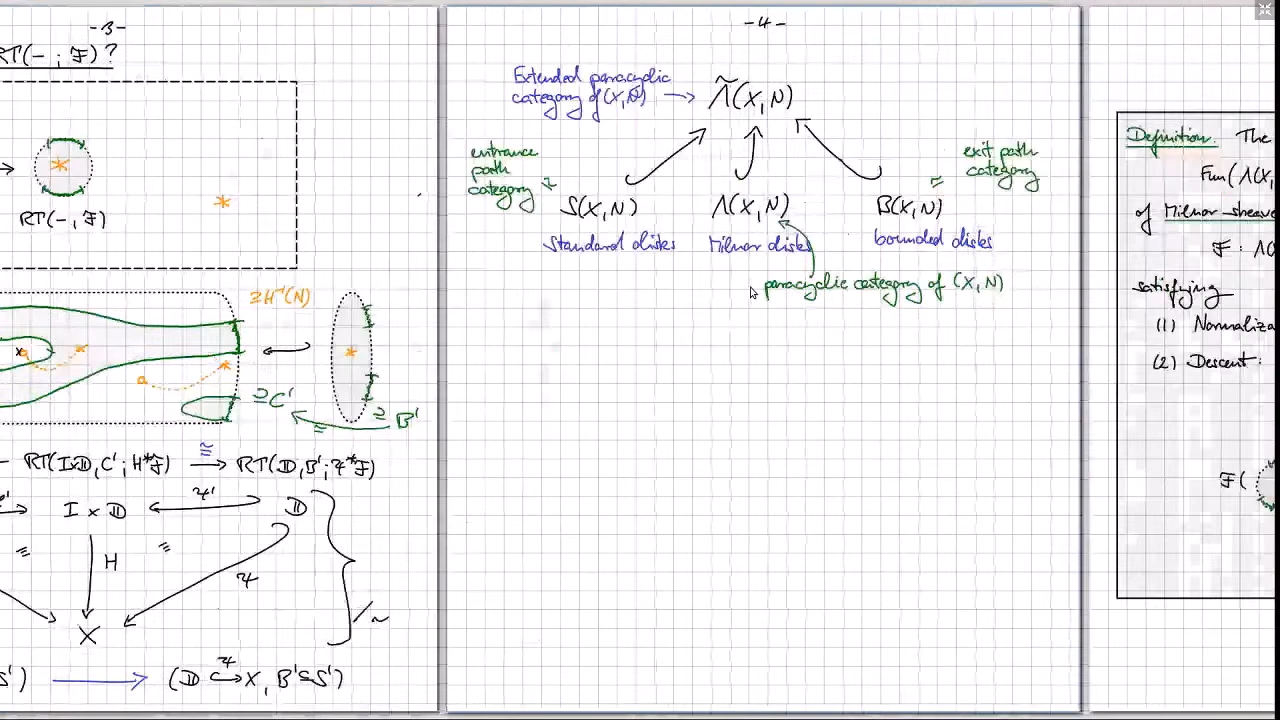 -3-
RT(- ; F)?
RT(-, F)
≅H⁻¹(N)
≅C'
≅ B'
RT(I×D, C'; H*F) → RT(D, B'; Ψ*F)
I × D ← Ψ' D
H
Ψ
X
/~
S') → (D ↪Ψ X, B'⊆S')
-4-
Extended paracyclic
category of (X,N) → Λ̃(X,N)
entrance
path
category ≃
exit path
category
S(X,N) Λ(X,N) B(X,N)
Standard disks Milnor disks bounded disks
paracyclic category of (X,N)
Definition. The
Fun(Λ(X,
of Milnor sheave
F : Λ(
satisfying
(1) Normaliza
(2) Descent:
F(